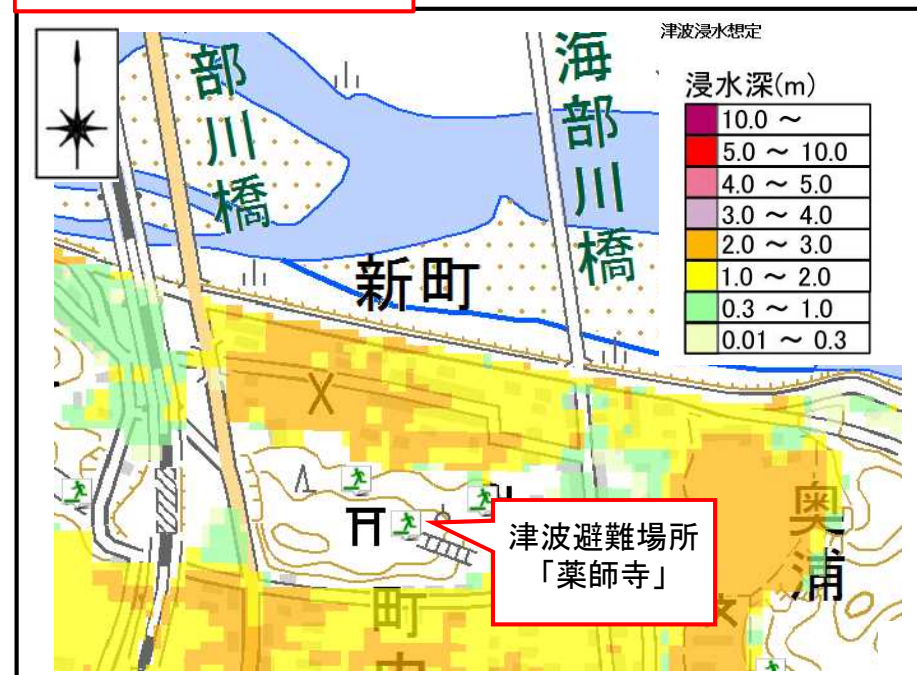 津波浸水想定
浸水深(m)
10.0 ～
5.0 ～ 10.0
4.0 ～ 5.0
3.0 ～ 4.0
2.0 ～ 3.0
1.0 ～ 2.0
0.3 ～ 1.0
0.01 ～ 0.3
部川橋
海部川橋
新町
奥浦
津波避難場所
「薬師寺」
町